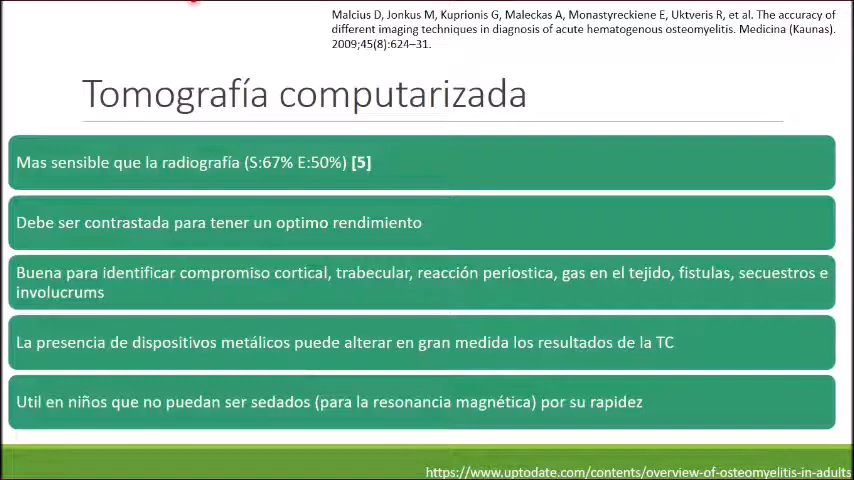 Malcius D, Jonkus M, Kuprionis G, Maleckas A, Monastyreckiene E, Uktveris R, et al. The accuracy of
different imaging techniques in diagnosis of acute hematogenous osteomyelitis. Medicina (Kaunas).
2009;45(8):624–31.
Tomografía computarizada
Mas sensible que la radiografía (S:67% E:50%) [5]
Debe ser contrastada para tener un optimo rendimiento
Buena para identificar compromiso cortical, trabecular, reacción periostica, gas en el tejido, fistulas, secuestros e
involucrums
La presencia de dispositivos metálicos puede alterar en gran medida los resultados de la TC
Util en niños que no puedan ser sedados (para la resonancia magnética) por su rapidez
https://www.uptodate.com/contents/overview-of-osteomyelitis-in-adults